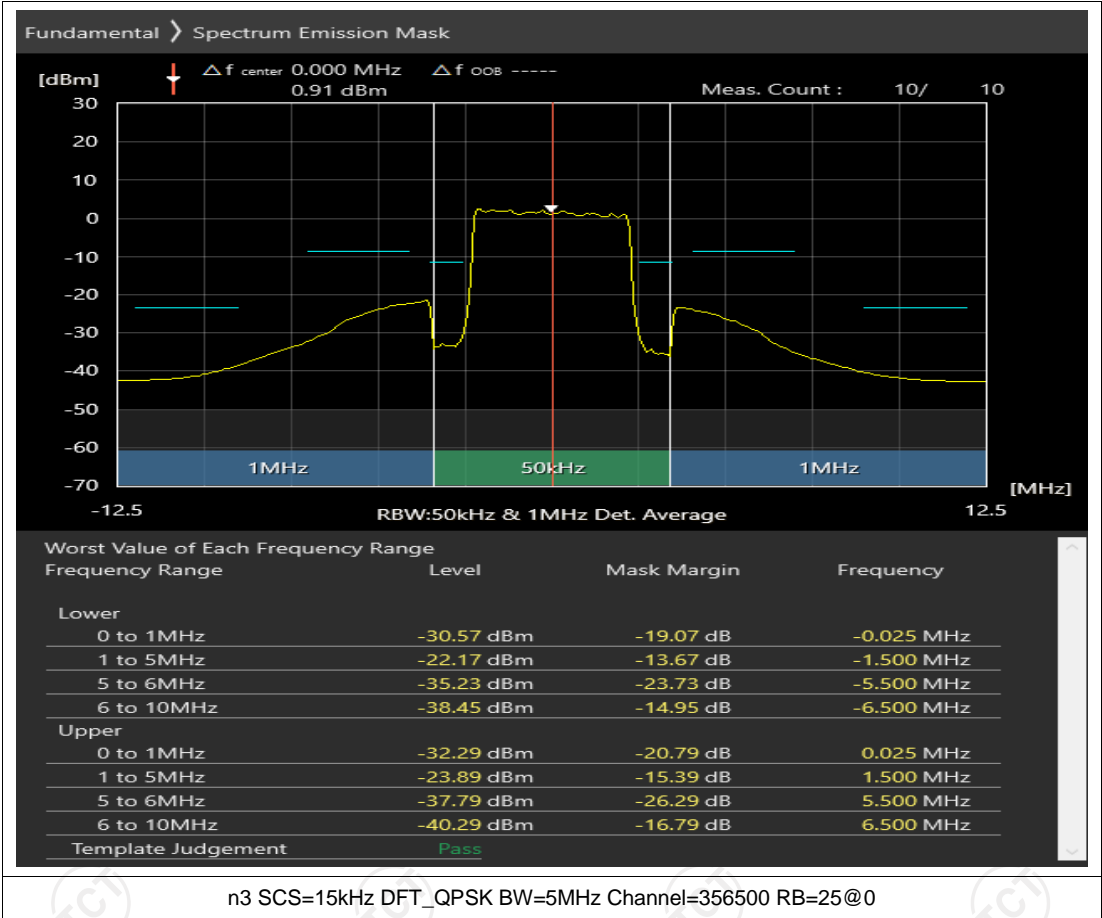 Fundamental 〉 Spectrum Emission Mask
[dBm] △f center 0.000 MHz △f OOB -----
0.91 dBm Meas. Count : 10/ 10
30
20
10
0
-10
-20
-30
-40
-50
-60
1MHz 50kHz 1MHz
-70
[MHz]
-12.5 RBW:50kHz & 1MHz Det. Average 12.5
Worst Value of Each Frequency Range
Frequency Range Level Mask Margin Frequency
Lower
0 to 1MHz -30.57 dBm -19.07 dB -0.025 MHz
1 to 5MHz -22.17 dBm -13.67 dB -1.500 MHz
5 to 6MHz -35.23 dBm -23.73 dB -5.500 MHz
6 to 10MHz -38.45 dBm -14.95 dB -6.500 MHz
Upper
0 to 1MHz -32.29 dBm -20.79 dB 0.025 MHz
1 to 5MHz -23.89 dBm -15.39 dB 1.500 MHz
5 to 6MHz -37.79 dBm -26.29 dB 5.500 MHz
6 to 10MHz -40.29 dBm -16.79 dB 6.500 MHz
Template Judgement Pass
n3 SCS=15kHz DFT_QPSK BW=5MHz Channel=356500 RB=25@0
TCT TCT TCT TCT